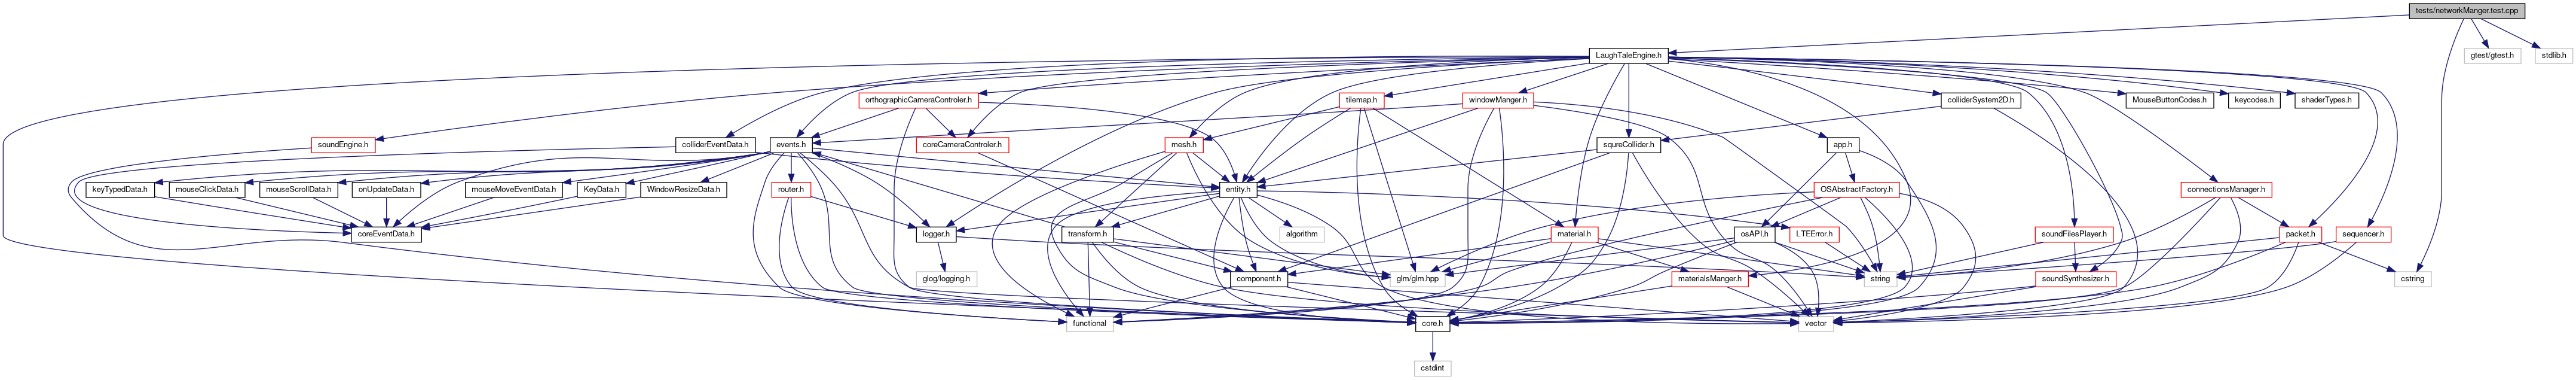 tests/networkManger.test.cpp
LaughTaleEngine.h
gtest/gtest.h
stdlib.h
orthographicCameraControler.h
tilemap.h
windowManger.h
colliderSystem2D.h
MouseButtonCodes.h
keycodes.h
shaderTypes.h
soundEngine.h
colliderEventData.h
events.h
coreCameraControler.h
mesh.h
squreCollider.h
app.h
keyTypedData.h
mouseClickData.h
mouseScrollData.h
onUpdateData.h
mouseMoveEventData.h
KeyData.h
WindowResizeData.h
router.h
entity.h
OSAbstractFactory.h
connectionsManager.h
coreEventData.h
logger.h
transform.h
algorithm
LTEError.h
material.h
osAPI.h
soundFilesPlayer.h
packet.h
sequencer.h
glog/logging.h
component.h
glm/glm.hpp
materialsManger.h
string
soundSynthesizer.h
cstring
functional
core.h
vector
cstdint